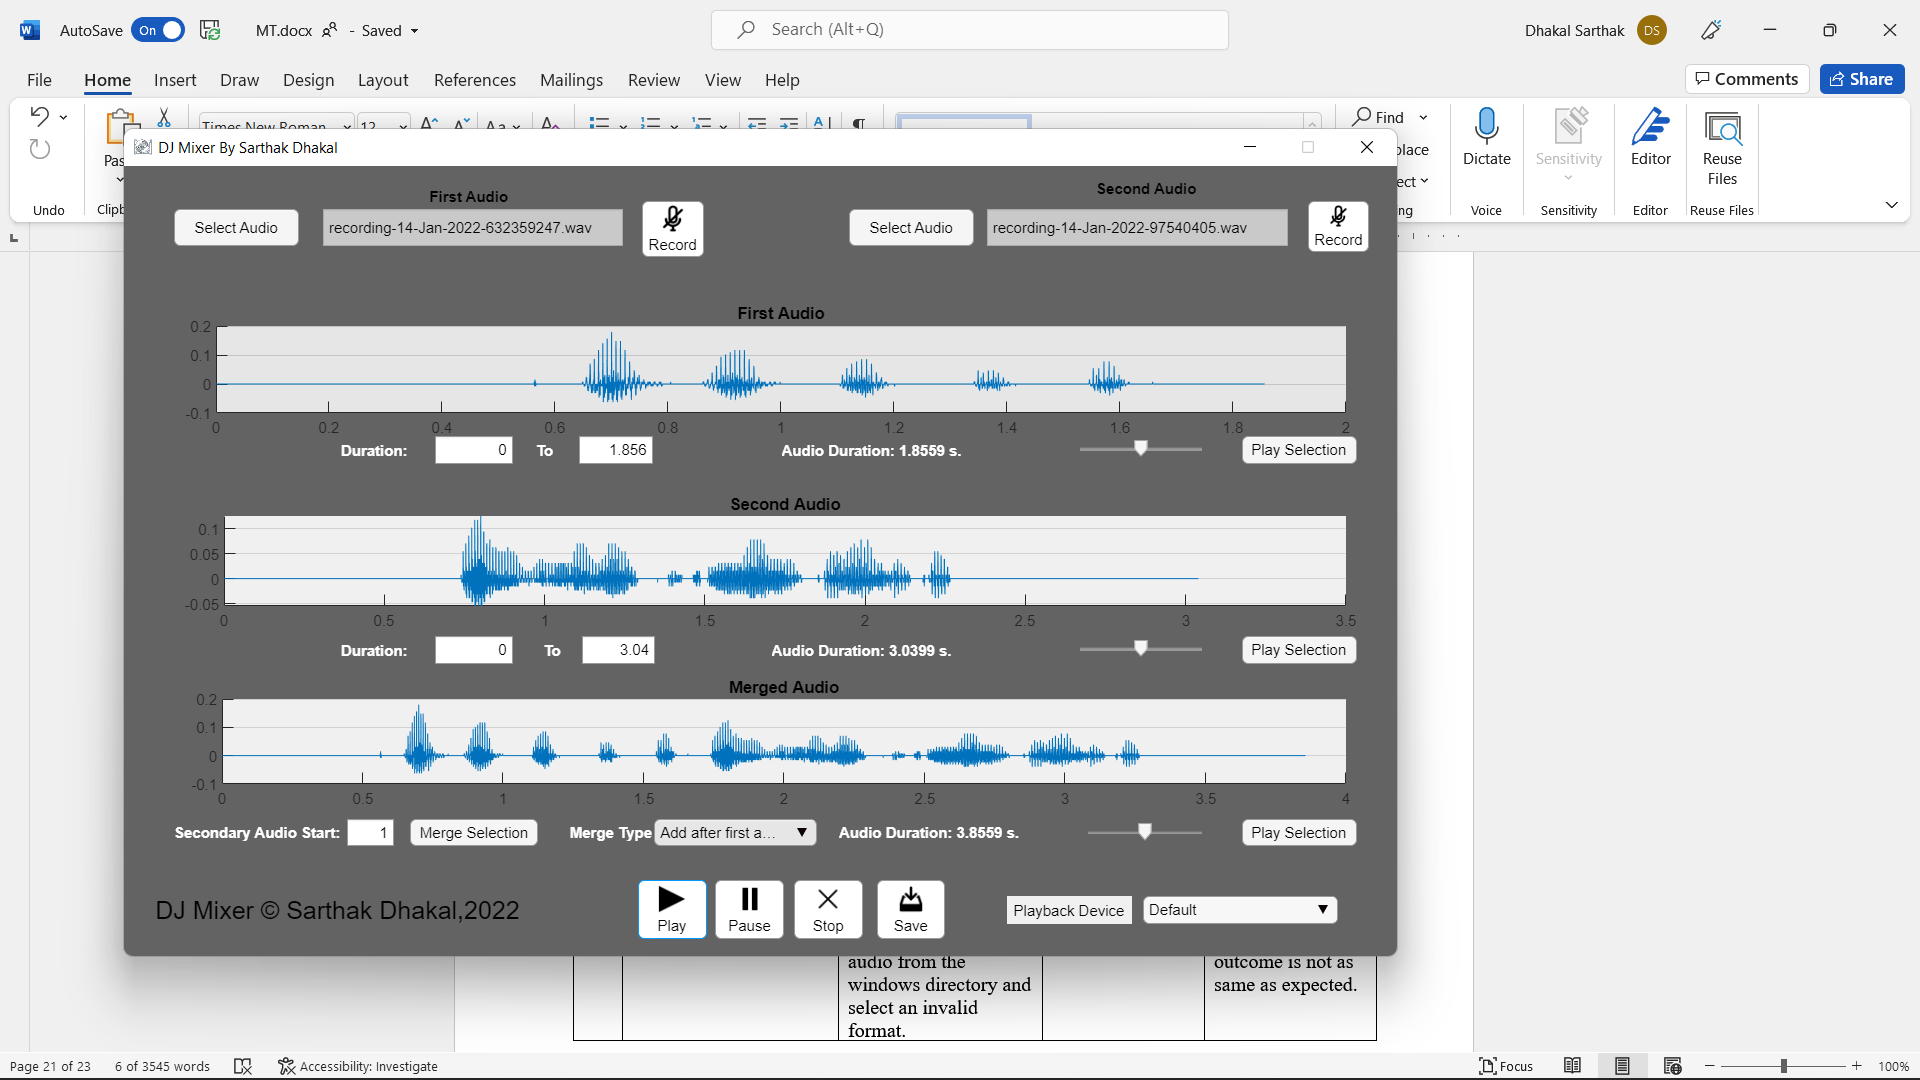 AutoSave On MT.docx - Saved Search (Alt+Q) Dhakal Sarthak DS
File Home Insert Draw Design Layout References Mailings Review View Help Comments Share
Times New Roman 12 Aa Find
Pas place Dictate Sensitivity Editor Reuse Files
ect
Undo Clipb ng Voice Sensitivity Editor Reuse Files
DJ Mixer By Sarthak Dhakal
First Audio Second Audio
Select Audio recording-14-Jan-2022-632359247.wav Record Select Audio recording-14-Jan-2022-97540405.wav Record
First Audio
0.2
0.1
0
-0.1
0 0.2 0.4 0.6 0.8 1 1.2 1.4 1.6 1.8 2
Duration: 0 To 1.856 Audio Duration: 1.8559 s. Play Selection
Second Audio
0.1
0.05
0
-0.05
0 0.5 1 1.5 2 2.5 3 3.5
Duration: 0 To 3.04 Audio Duration: 3.0399 s. Play Selection
Merged Audio
0.2
0.1
0
-0.1
0 0.5 1 1.5 2 2.5 3 3.5 4
Secondary Audio Start: 1 Merge Selection Merge Type Add after first a... Audio Duration: 3.8559 s. Play Selection
DJ Mixer © Sarthak Dhakal,2022 Play Pause Stop Save Playback Device Default
audio from the outcome is not as
windows directory and same as expected.
select an invalid
format.
Page 21 of 23 6 of 3545 words Accessibility: Investigate Focus 100%